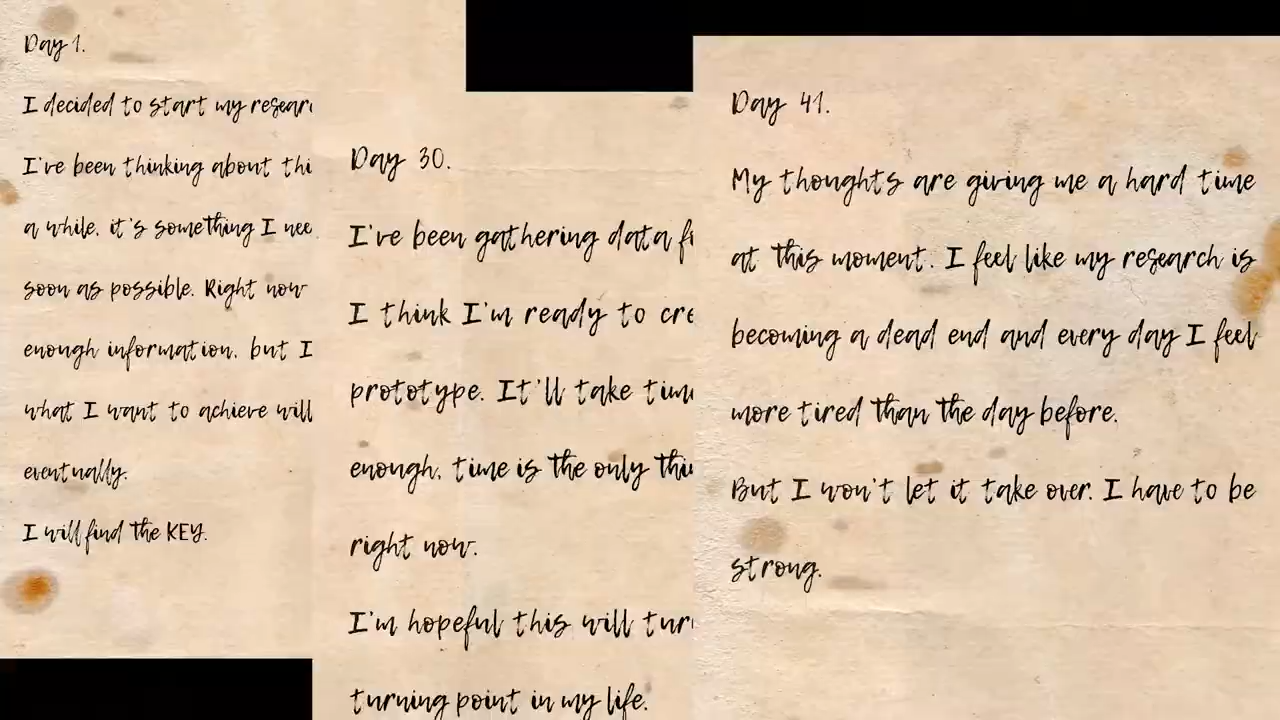 Day 1.
I decided to start my resear
I've been thinking about thi
a while, it's something I nee
soon as possible. Right now
enough information, but I
what I want to achieve will
eventually.
I will find the KEY.
Day 30.
I've been gathering data f
I think I'm ready to cre
prototype. It'll take tim
enough, time is the only thi
right now.
I'm hopeful this will tur
turning point in my life.
Day 41.
My thoughts are giving me a hard time
at this moment. I feel like my research is
becoming a dead end and every day I feel
more tired than the day before.
But I won't let it take over. I have to be
strong.